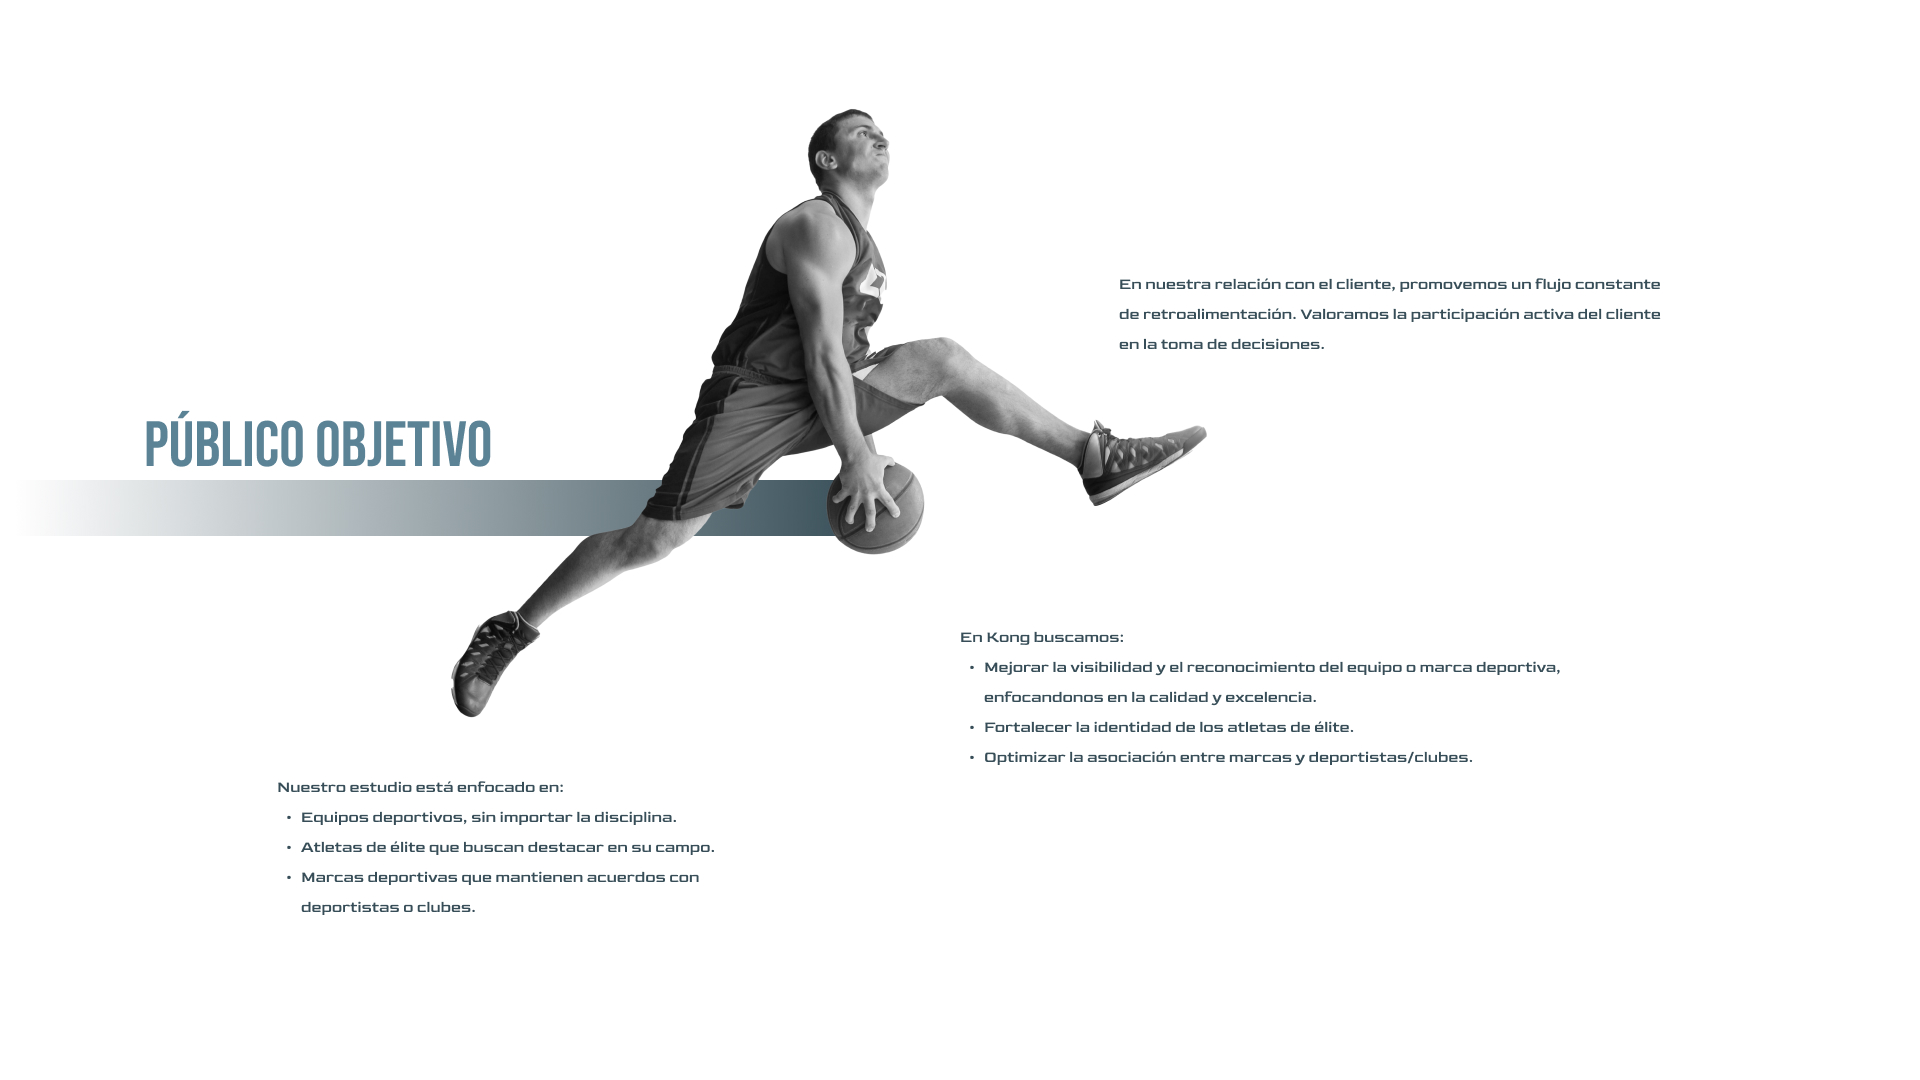 PÚBLICO OBJETIVO
En nuestra relación con el cliente, promovemos un flujo constante
de retroalimentación. Valoramos la participación activa del cliente
en la toma de decisiones.
En Kong buscamos:
• Mejorar la visibilidad y el reconocimiento del equipo o marca deportiva,
enfocandonos en la calidad y excelencia.
• Fortalecer la identidad de los atletas de élite.
• Optimizar la asociación entre marcas y deportistas/clubes.
Nuestro estudio está enfocado en:
• Equipos deportivos, sin importar la disciplina.
• Atletas de élite que buscan destacar en su campo.
• Marcas deportivas que mantienen acuerdos con
deportistas o clubes.